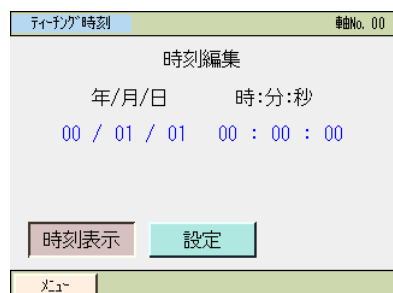 ﾃｨｰﾁﾝｸﾞ時刻 軸No. 00
時刻編集
年/月/日 時:分:秒
00 / 01 / 01 00 : 00 : 00
時刻表示 設定
ﾒﾆｭｰ